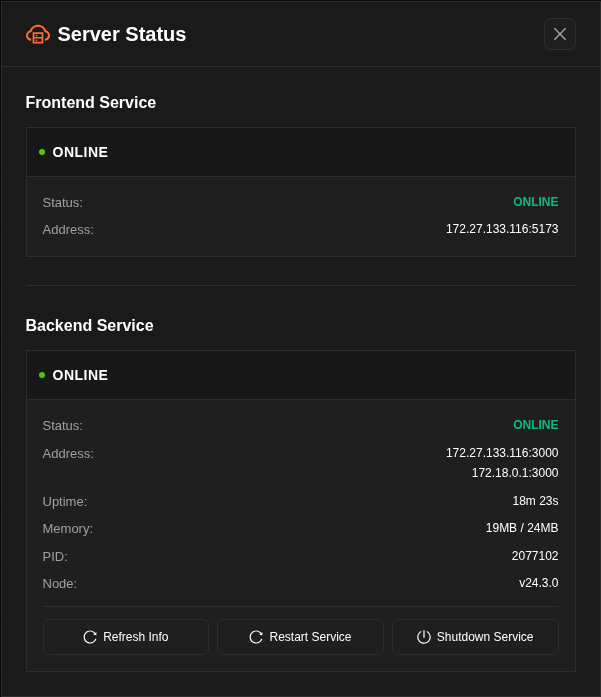 Server Status
Frontend Service
ONLINE
Status: ONLINE
Address: 172.27.133.116:5173
Backend Service
ONLINE
Status: ONLINE
Address: 172.27.133.116:3000
172.18.0.1:3000
Uptime: 18m 23s
Memory: 19MB / 24MB
PID: 2077102
Node: v24.3.0
Refresh Info Restart Service Shutdown Service